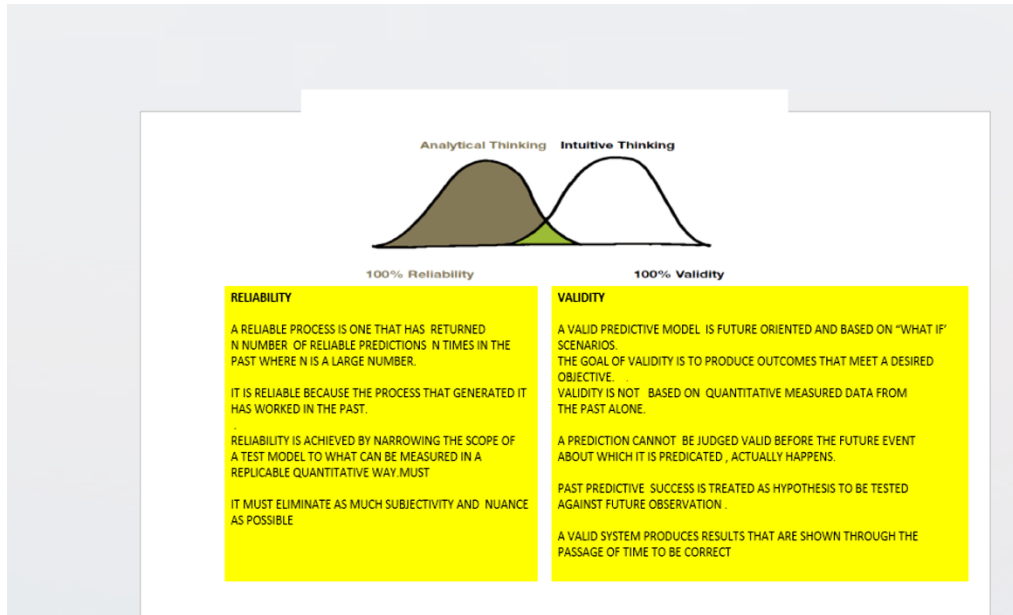 Analytical Thinking Intuitive Thinking
100% Reliability 100% Validity
RELIABILITY
A RELIABLE PROCESS IS ONE THAT HAS RETURNED
N NUMBER OF RELIABLE PREDICTIONS N TIMES IN THE
PAST WHERE N IS A LARGE NUMBER.
IT IS RELIABLE BECAUSE THE PROCESS THAT GENERATED IT
HAS WORKED IN THE PAST.
.
RELIABILITY IS ACHIEVED BY NARROWING THE SCOPE OF
A TEST MODEL TO WHAT CAN BE MEASURED IN A
REPLICABLE QUANTITATIVE WAY.MUST
IT MUST ELIMINATE AS MUCH SUBJECTIVITY AND NUANCE
AS POSSIBLE
VALIDITY
A VALID PREDICTIVE MODEL IS FUTURE ORIENTED AND BASED ON “WHAT IF’
SCENARIOS.
THE GOAL OF VALIDITY IS TO PRODUCE OUTCOMES THAT MEET A DESIRED
OBJECTIVE. .
VALIDITY IS NOT BASED ON QUANTITATIVE MEASURED DATA FROM
THE PAST ALONE.
A PREDICTION CANNOT BE JUDGED VALID BEFORE THE FUTURE EVENT
ABOUT WHICH IT IS PREDICATED , ACTUALLY HAPPENS.
PAST PREDICTIVE SUCCESS IS TREATED AS HYPOTHESIS TO BE TESTED
AGAINST FUTURE OBSERVATION .
A VALID SYSTEM PRODUCES RESULTS THAT ARE SHOWN THROUGH THE
PASSAGE OF TIME TO BE CORRECT